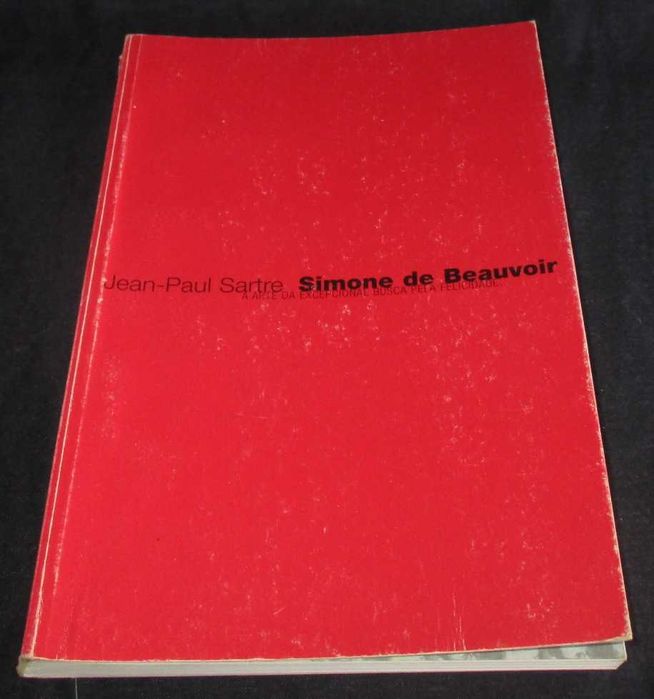 Jean-Paul Sartre Simone de Beauvoir
A ARTE DA EXCEPCIONAL BUSCA PELA FELICIDADE.